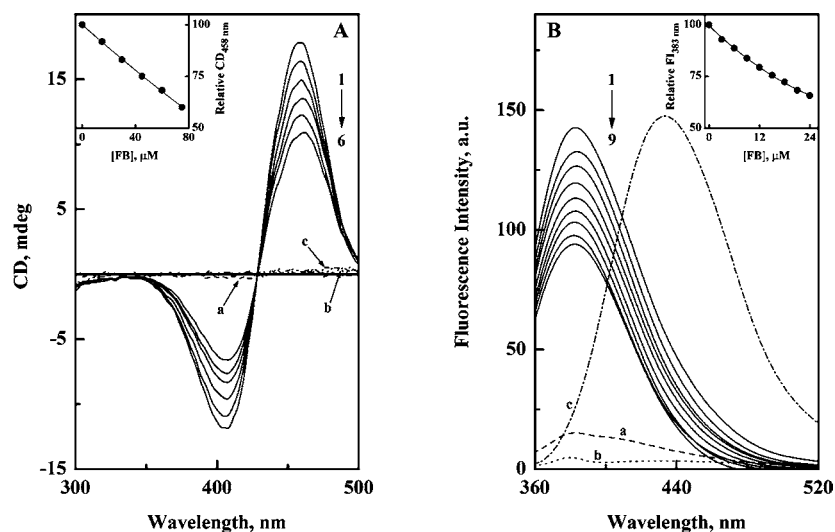 A
15
5
-5
-15
CD, mdeg
300
400
500
Wavelength, nm
1
6
a
b
c
100
75
50
Relative CD458 nm
0
40
80
[FB], μM
B
150
100
50
0
Fluorescence Intensity, a.u.
360
440
520
Wavelength, nm
1
9
c
a
b
100
75
50
Relative FI383 nm
0
12
24
[FB], μM